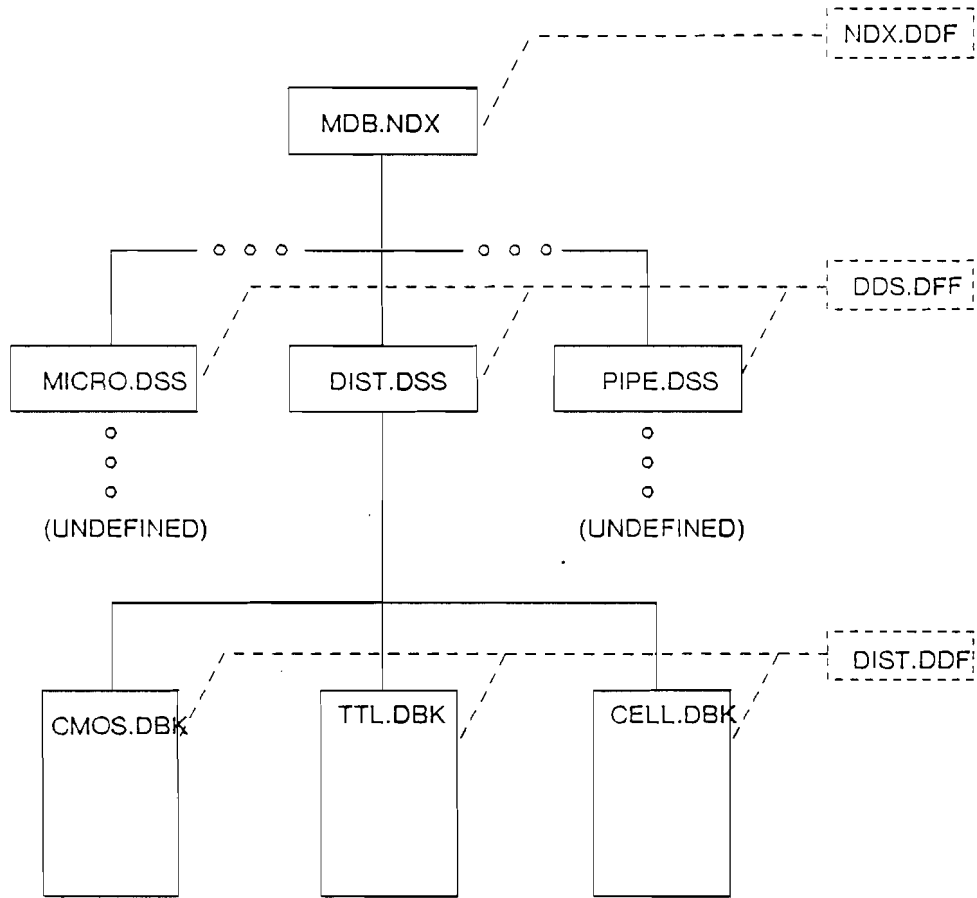 NDX.DDF
MDB.NDX
DDS.DFF
MICRO.DSS
DIST.DSS
PIPE.DSS
(UNDEFINED)
(UNDEFINED)
DIST.DDF
CMOS.DBK
TTL.DBK
CELL.DBK